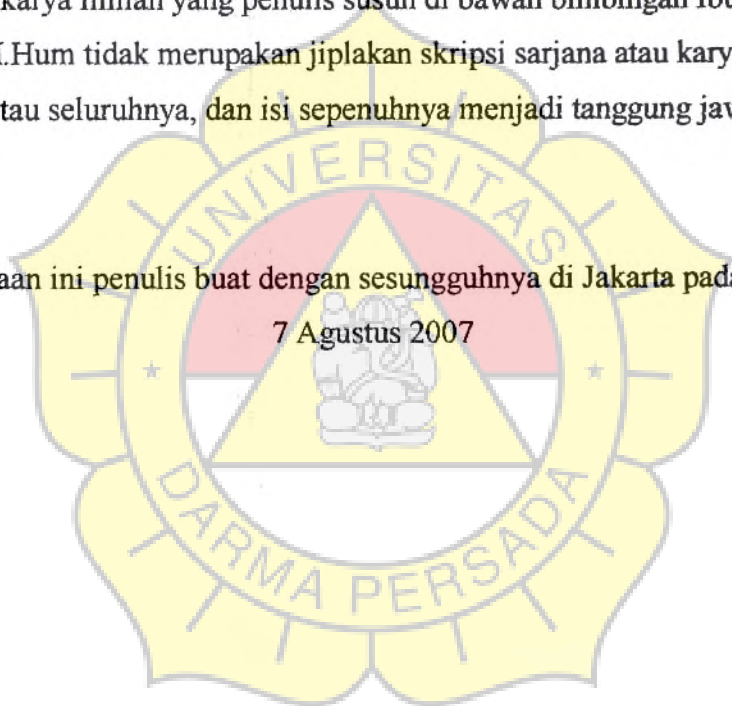 karya ilmiah yang penulis susun di bawah bimbingan Ibu
.Hum tidak merupakan jiplakan skripsi sarjana atau kary
tau seluruhnya, dan isi sepenuhnya menjadi tanggung jav
aan ini penulis buat dengan sesungguhnya di Jakarta pada
7 Agustus 2007
UNIVERSITAS
DARMA PERSADA